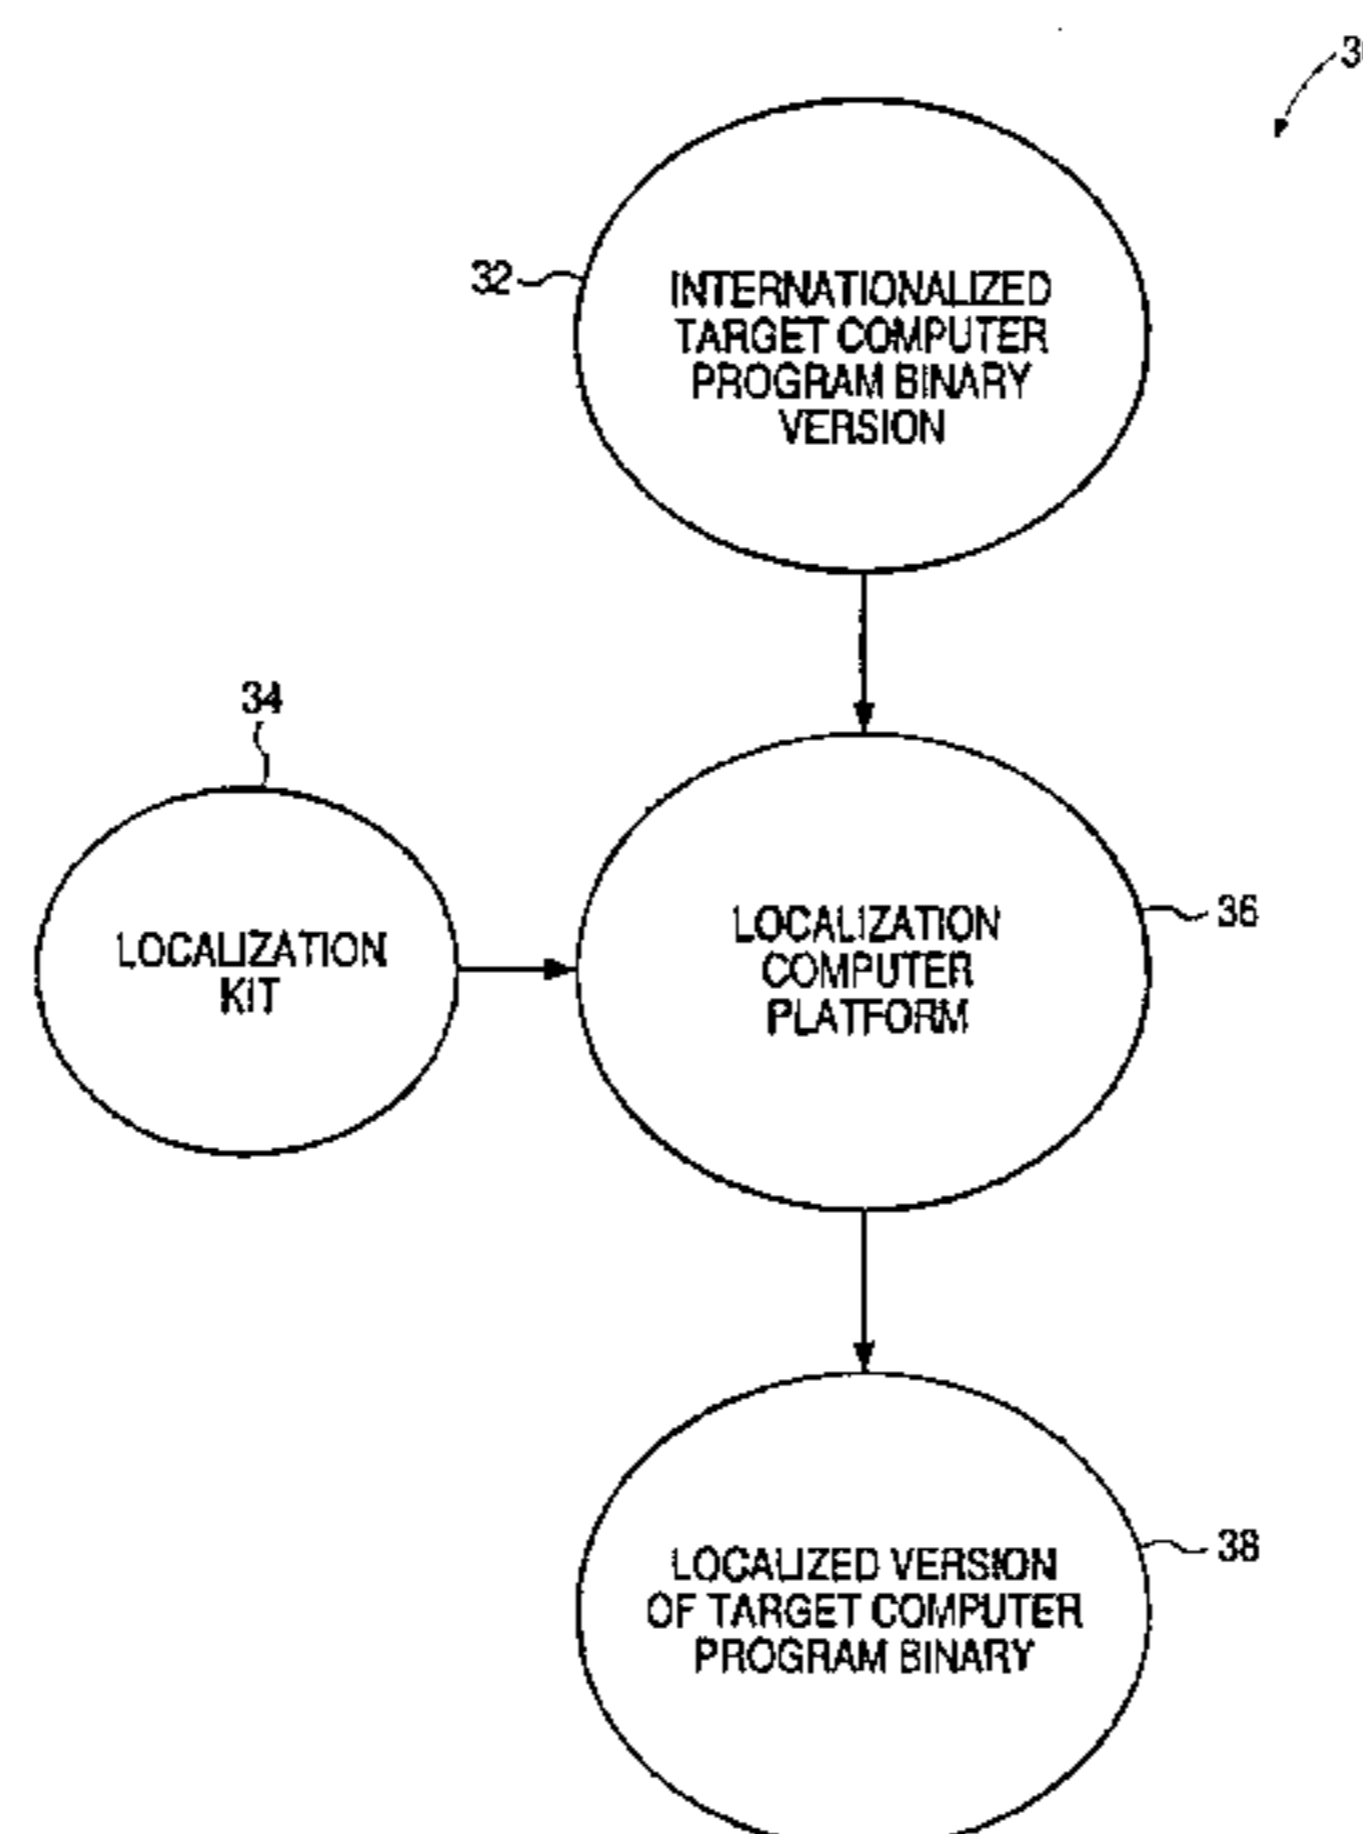 32
INTERNATIONALIZED
TARGET COMPUTER
PROGRAM BINARY
VERSION
34
LOCALIZATION
KIT
LOCALIZATION
COMPUTER
PLATFORM
36
LOCALIZED VERSION
OF TARGET COMPUTER
PROGRAM BINARY
38